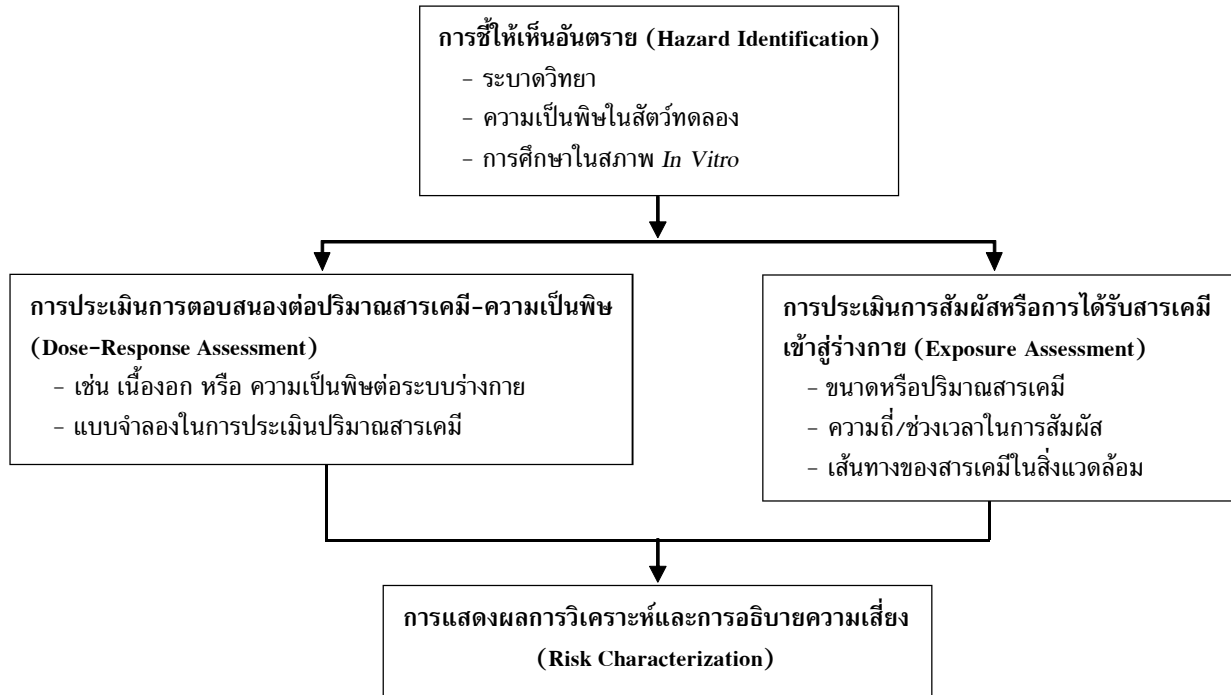 การชี้ให้เห็นอันตราย (Hazard Identification)
- ระบาดวิทยา
- ความเป็นพิษในสัตว์ทดลอง
- การศึกษาในสภาพ In Vitro
การประเมินการตอบสนองต่อปริมาณสารเคมี-ความเป็นพิษ
(Dose-Response Assessment)
- เช่น เนื้องอก หรือ ความเป็นพิษต่อระบบร่างกาย
- แบบจำลองในการประเมินปริมาณสารเคมี
การประเมินการสัมผัสหรือการได้รับสารเคมี
เข้าสู่ร่างกาย (Exposure Assessment)
- ขนาดหรือปริมาณสารเคมี
- ความถี่/ช่วงเวลาในการสัมผัส
- เส้นทางของสารเคมีในสิ่งแวดล้อม
การแสดงผลการวิเคราะห์และการอธิบายความเสี่ยง
(Risk Characterization)